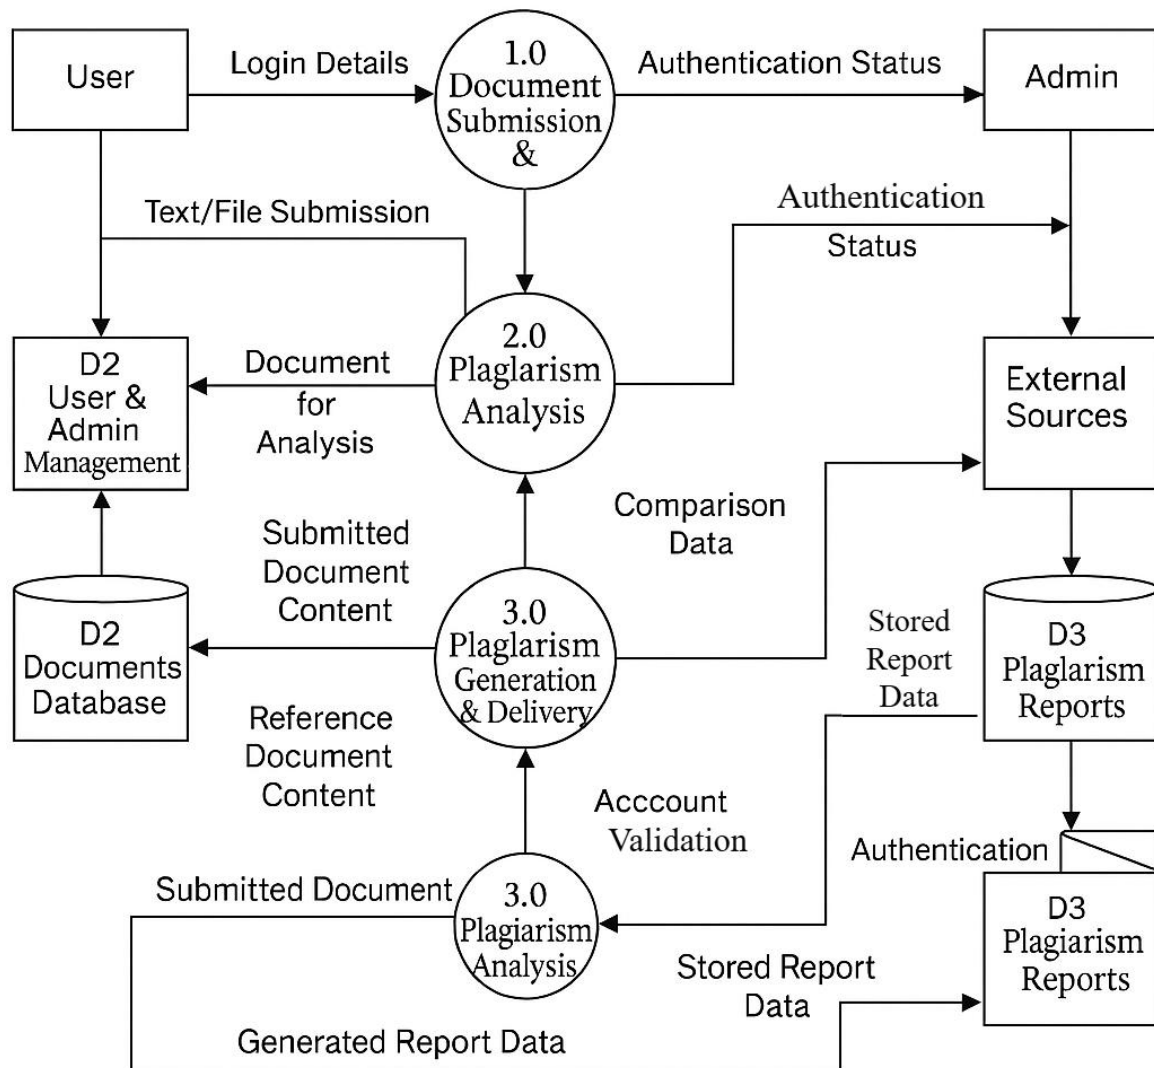 User
Login Details
1.0
Document
Submission
&
Authentication Status
Admin
Text/File Submission
Authentication
Status
D2
User &
Admin
Management
Document
for
Analysis
2.0
Plaglarism
Analysis
External
Sources
Submitted
Document
Content
Comparison
Data
D2
Documents
Database
3.0
Plaglarism
Generation
& Delivery
Stored
Report
Data
D3
Plaglarism
Reports
Reference
Document
Content
Acccount
Validation
Authentication
Submitted Document
3.0
Plagiarism
Analysis
Stored Report
Data
D3
Plagiarism
Reports
Generated Report Data